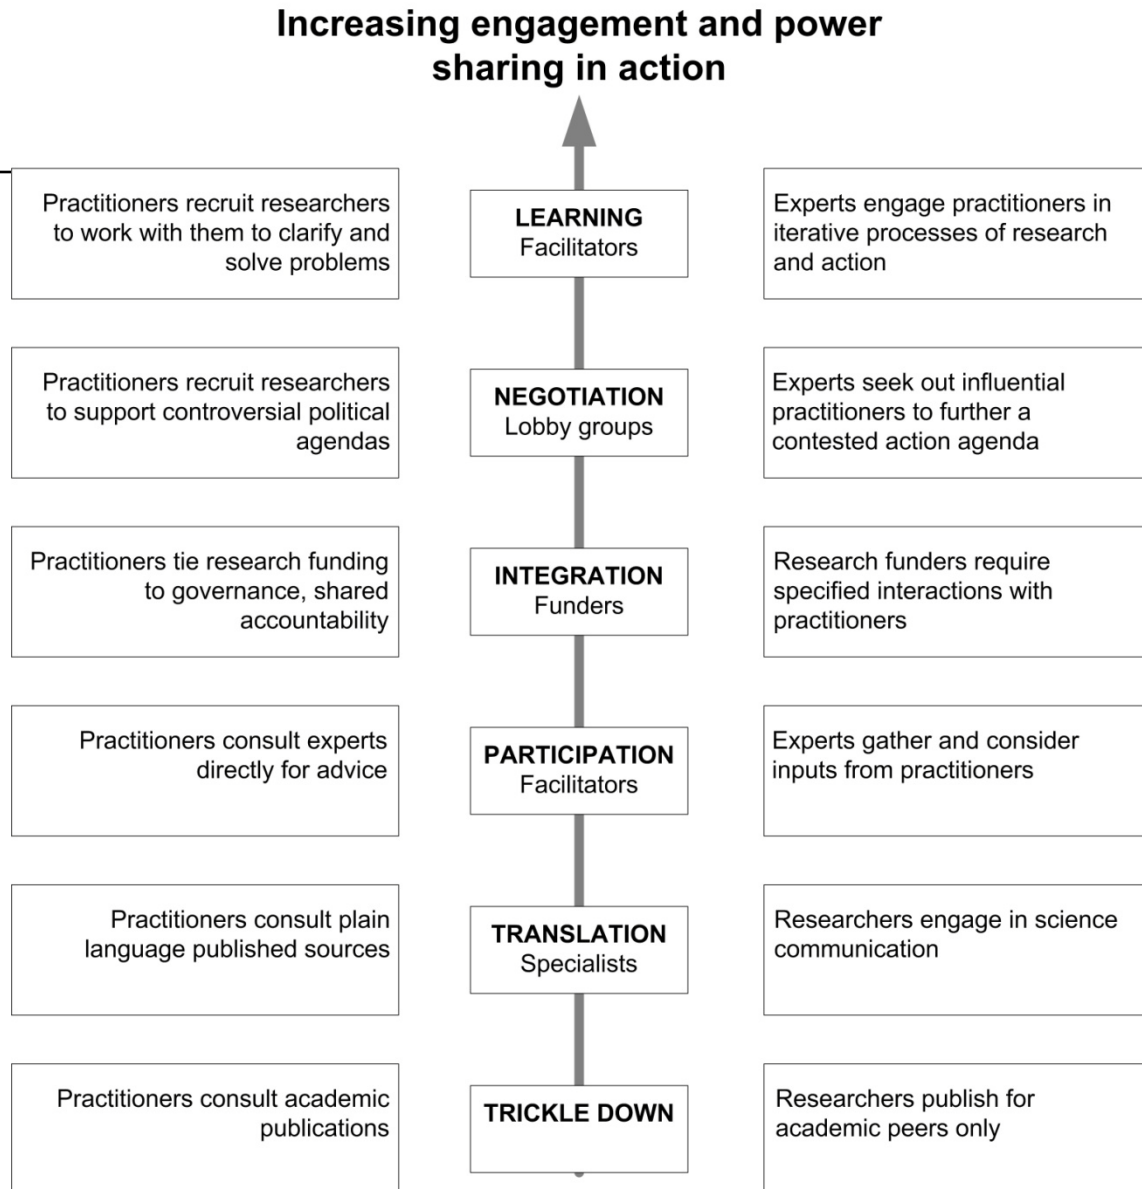 Increasing engagement and power
sharing in action
Practitioners recruit researchers
to work with them to clarify and
solve problems
LEARNING
Facilitators
Experts engage practitioners in
iterative processes of research
and action
Practitioners recruit researchers
to support controversial political
agendas
NEGOTIATION
Lobby groups
Experts seek out influential
practitioners to further a
contested action agenda
Practitioners tie research funding
to governance, shared
accountability
INTEGRATION
Funders
Research funders require
specified interactions with
practitioners
Practitioners consult experts
directly for advice
PARTICIPATION
Facilitators
Experts gather and consider
inputs from practitioners
Practitioners consult plain
language published sources
TRANSLATION
Specialists
Researchers engage in science
communication
Practitioners consult academic
publications
TRICKLE DOWN
Researchers publish for
academic peers only